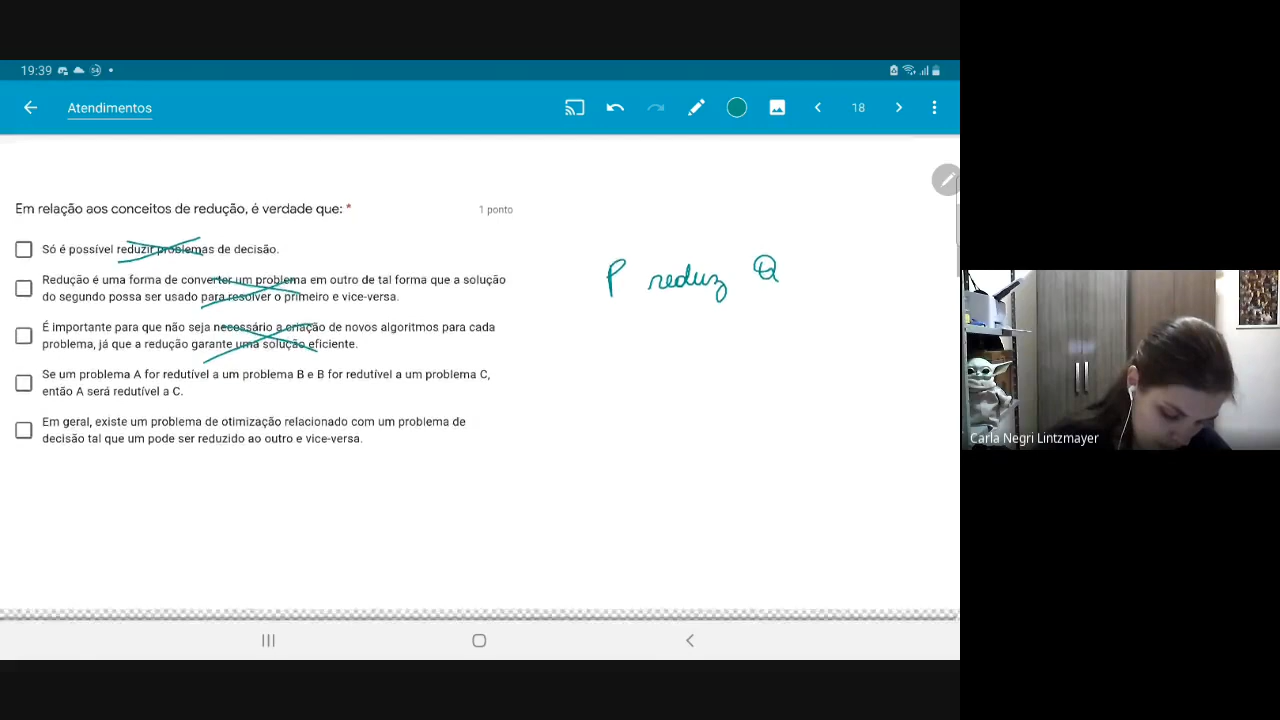 19:39
Atendimentos
18
Em relação aos conceitos de redução, é verdade que: *
1 ponto
Só é possível reduzir problemas de decisão.
Redução é uma forma de converter um problema em outro de tal forma que a solução
do segundo possa ser usado para resolver o primeiro e vice-versa.
É importante para que não seja necessário a criação de novos algoritmos para cada
problema, já que a redução garante uma solução eficiente.
Se um problema A for redutível a um problema B e B for redutível a um problema C,
então A será redutível a C.
Em geral, existe um problema de otimização relacionado com um problema de
decisão tal que um pode ser reduzido ao outro e vice-versa.
P reduz Q
Carla Negri Lintzmayer